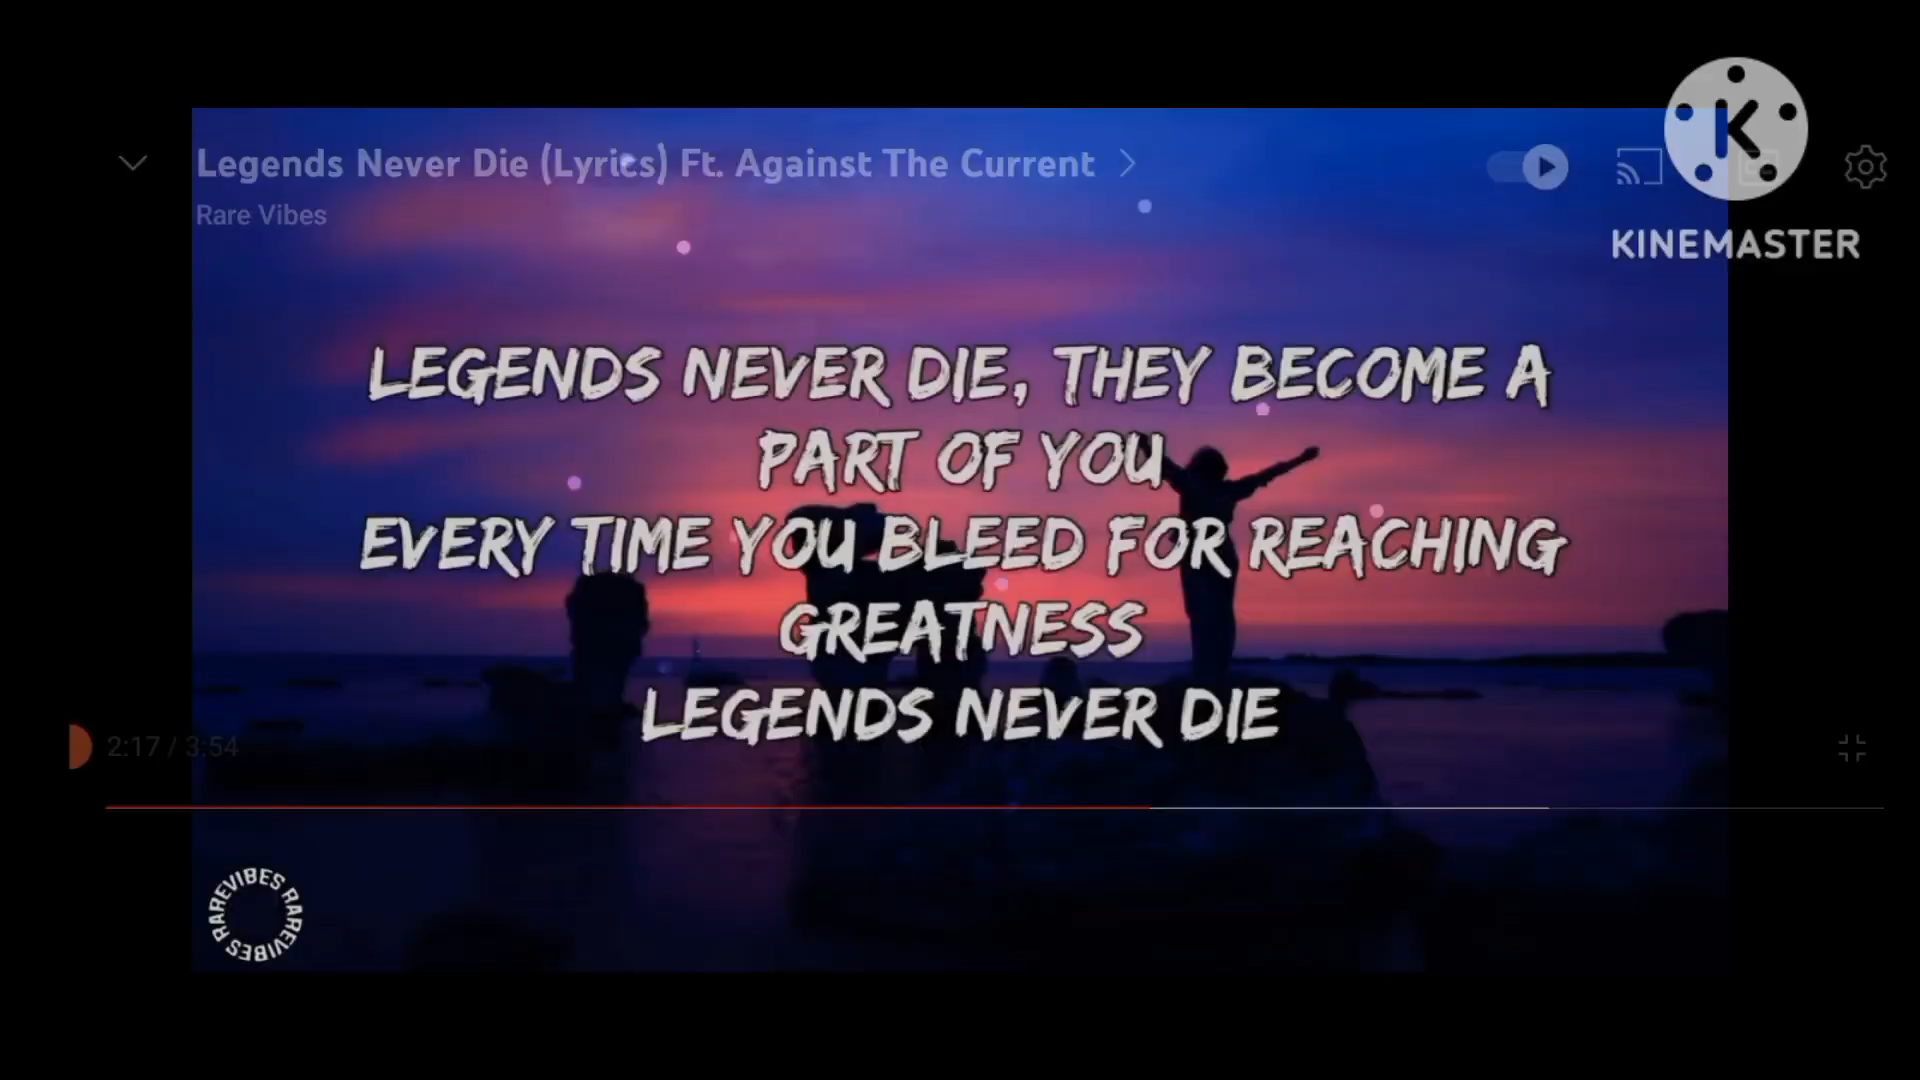 Legends Never Die (Lyrics) Ft. Against The Current
Rare Vibes
K
KINEMASTER
LEGENDS NEVER DIE, THEY BECOME A
PART OF YOU
EVERY TIME YOU BLEED FOR REACHING
GREATNESS
LEGENDS NEVER DIE
2:17 / 3:54
RAREVIBES RAREVIBES